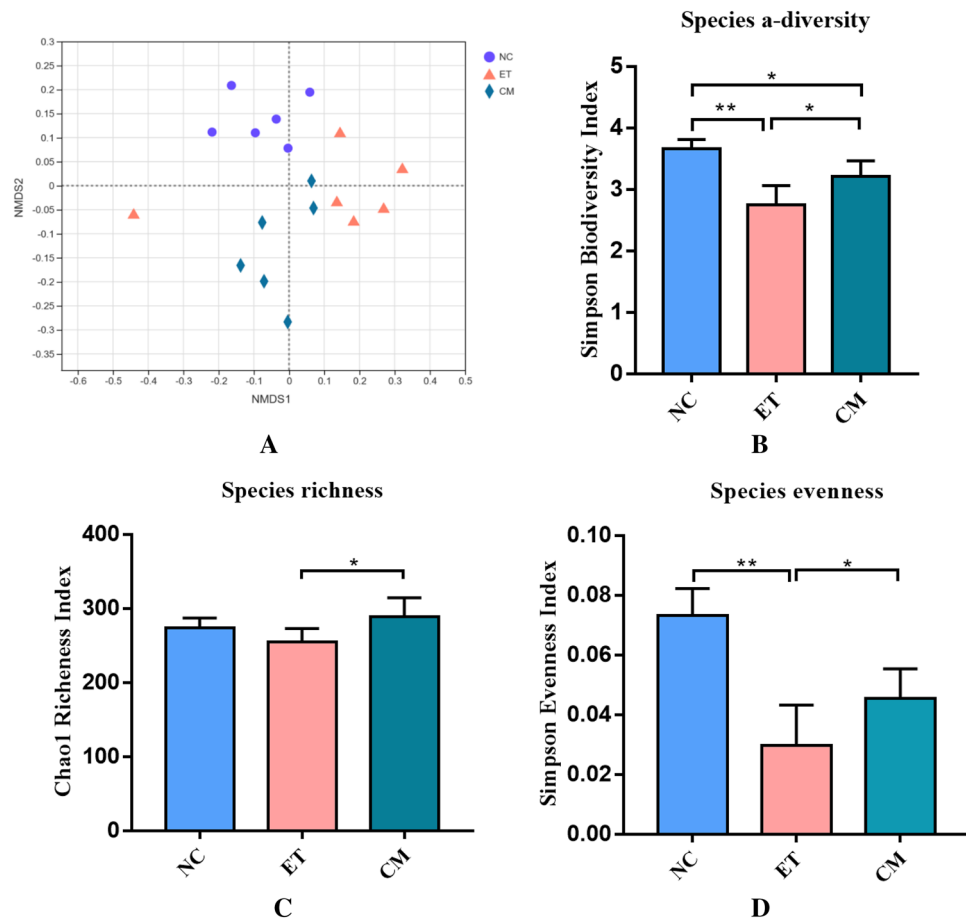 0.3
0.25
0.2
0.15
0.1
0.05
0
-0.05
-0.1
-0.15
-0.2
-0.25
-0.3
-0.35
NMDS2
-0.6 -0.5 -0.4 -0.3 -0.2 -0.1 0 0.1 0.2 0.3 0.4 0.5
NMDS1
NC
ET
CM
A
Species a-diversity
Simpson Biodiversity Index
5
4
3
2
1
0
*
** *
NC ET CM
B
Species richness
Chao1 Richeness Index
400
300
200
100
0
*
NC ET CM
C
Species evenness
Simpson Evenness Index
0.10
0.08
0.06
0.04
0.02
0.00
** *
NC ET CM
D